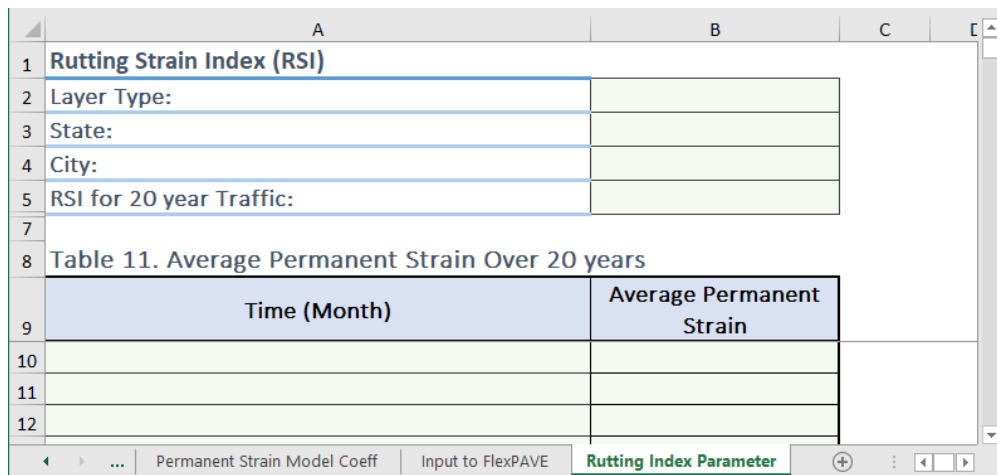 A B C D
1 Rutting Strain Index (RSI)
2 Layer Type:
3 State:
4 City:
5 RSI for 20 year Traffic:
7
8 Table 11. Average Permanent Strain Over 20 years
9 Time (Month) Average Permanent
Strain
10
11
12
... Permanent Strain Model Coeff Input to FlexPAVE Rutting Index Parameter